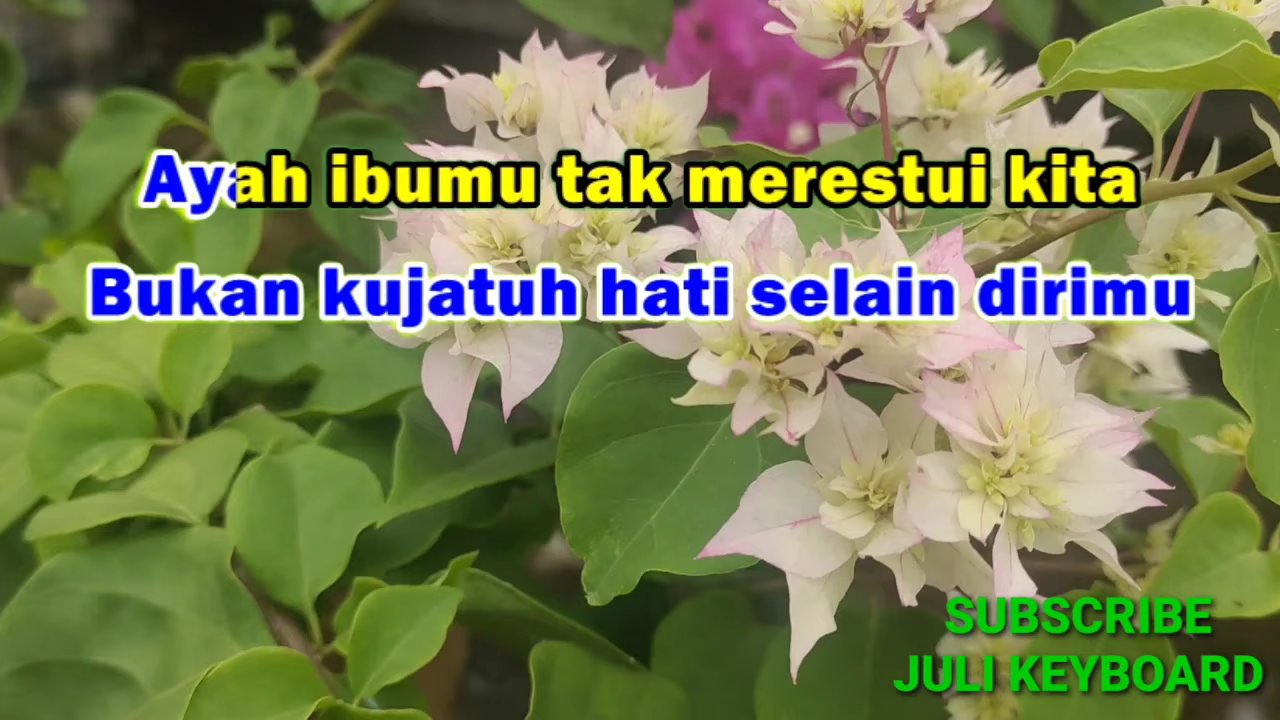 Ayah ibumu tak merestui kita
Bukan kujatuh hati selain dirimu
SUBSCRIBE
JULI KEYBOARD